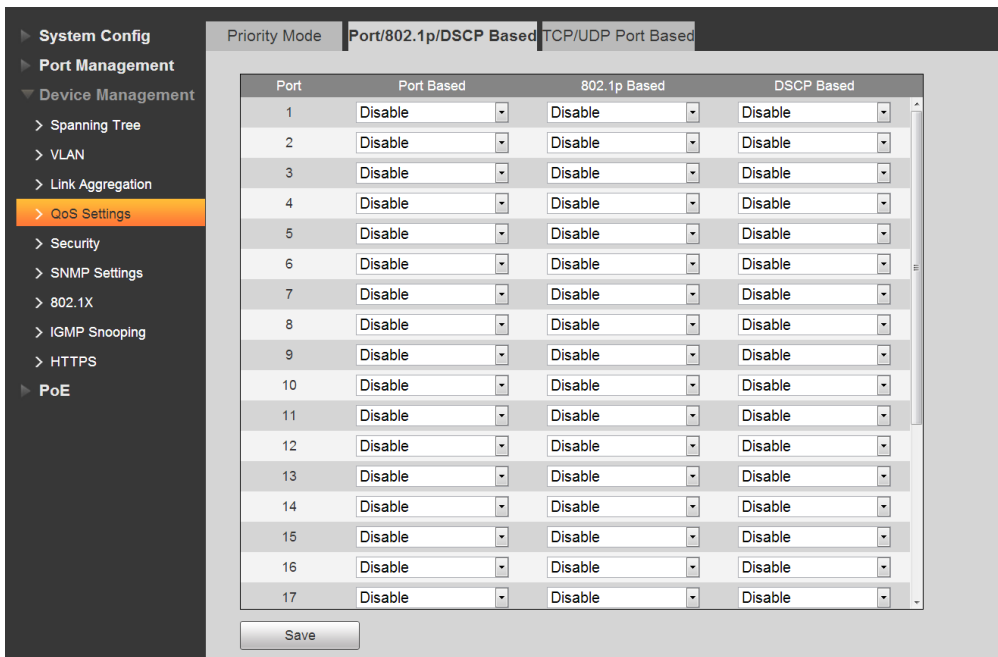 System Config
Port Management
Device Management
Spanning Tree
VLAN
Link Aggregation
QoS Settings
Security
SNMP Settings
802.1X
IGMP Snooping
HTTPS
PoE
Priority Mode Port/802.1p/DSCP Based TCP/UDP Port Based
Port Port Based 802.1p Based DSCP Based
1 Disable Disable Disable
2 Disable Disable Disable
3 Disable Disable Disable
4 Disable Disable Disable
5 Disable Disable Disable
6 Disable Disable Disable
7 Disable Disable Disable
8 Disable Disable Disable
9 Disable Disable Disable
10 Disable Disable Disable
11 Disable Disable Disable
12 Disable Disable Disable
13 Disable Disable Disable
14 Disable Disable Disable
15 Disable Disable Disable
16 Disable Disable Disable
17 Disable Disable Disable
Save